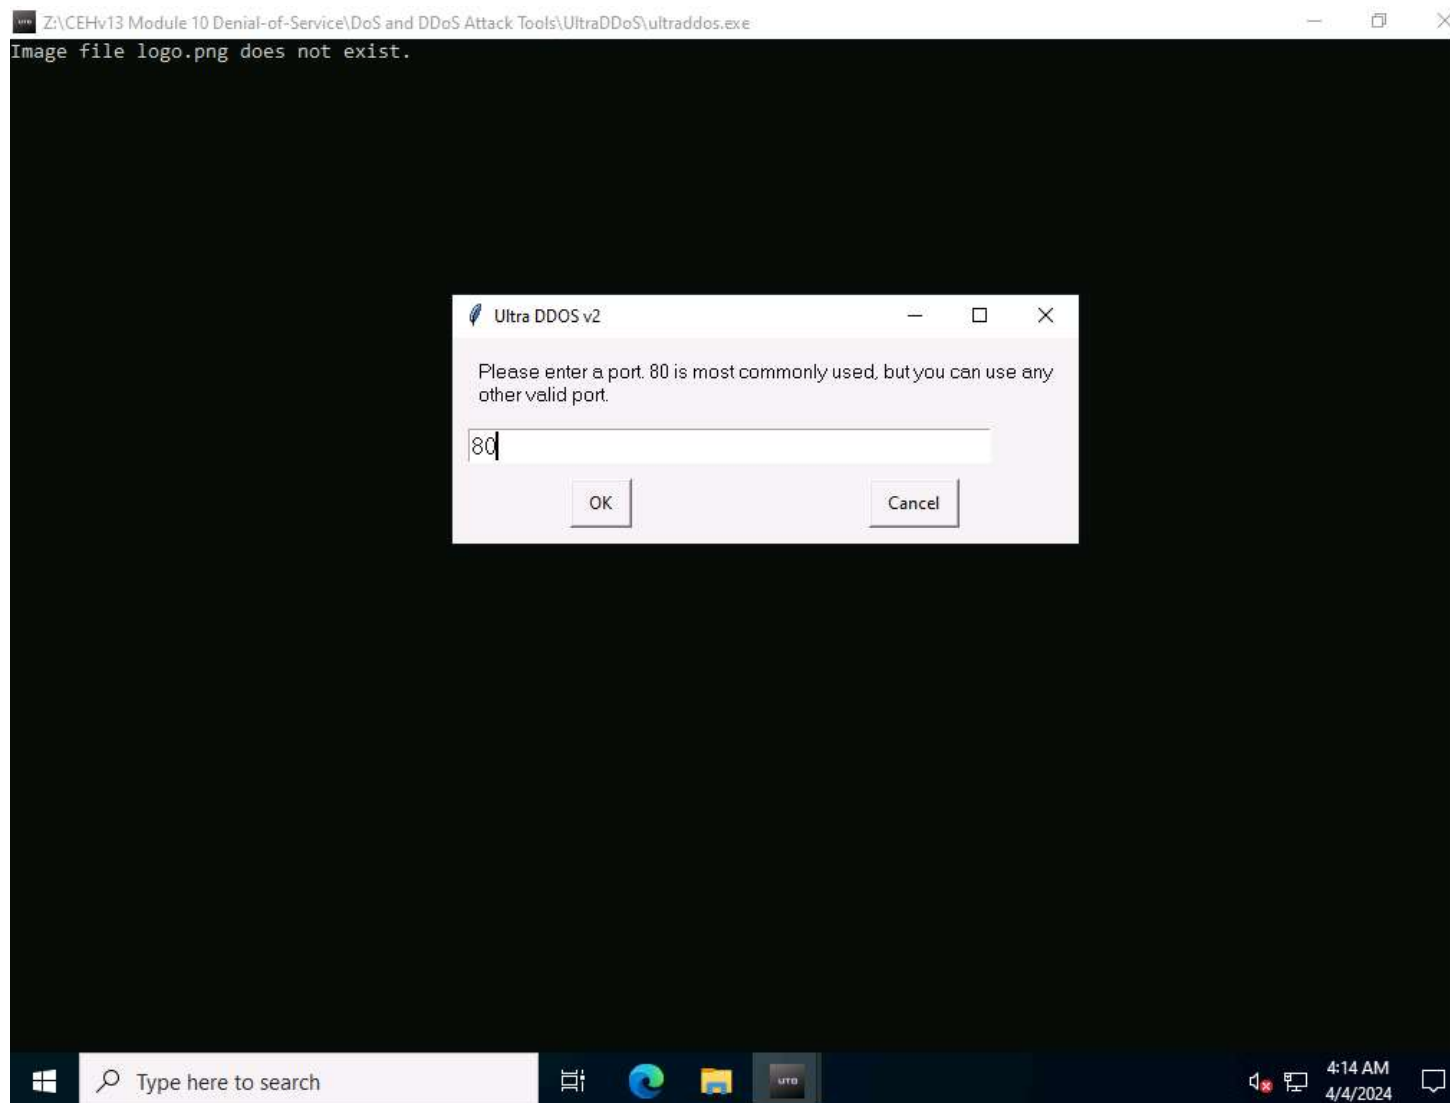 Z:\CEHv13 Module 10 Denial-of-Service\DoS and DDoS Attack Tools\UltraDDoS\ultraddos.exe
Image file logo.png does not exist.
Ultra DDOS v2
Please enter a port. 80 is most commonly used, but you can use any
other valid port.
80
OK Cancel
Type here to search
4:14 AM
4/4/2024